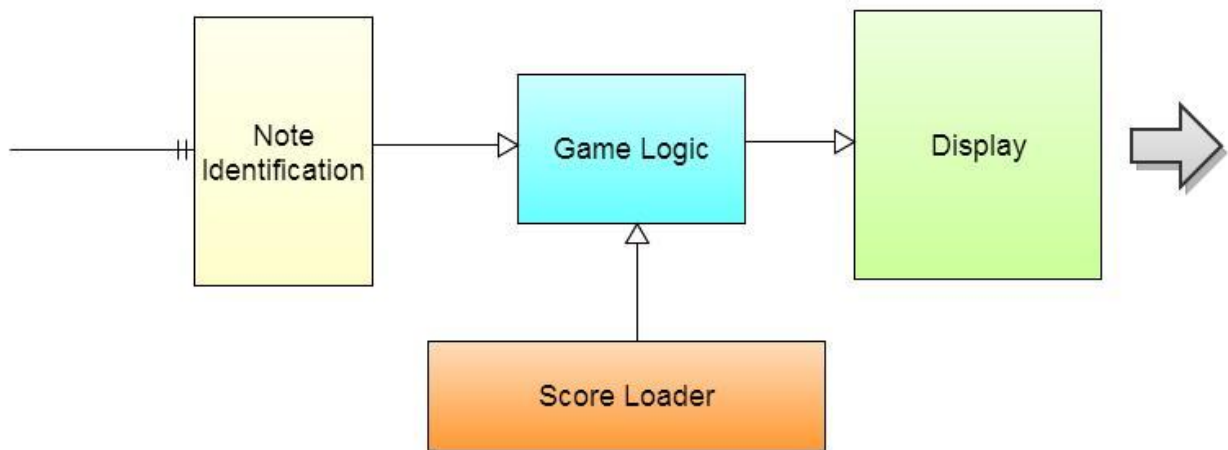 Note
Identification
Game Logic
Display
Score Loader